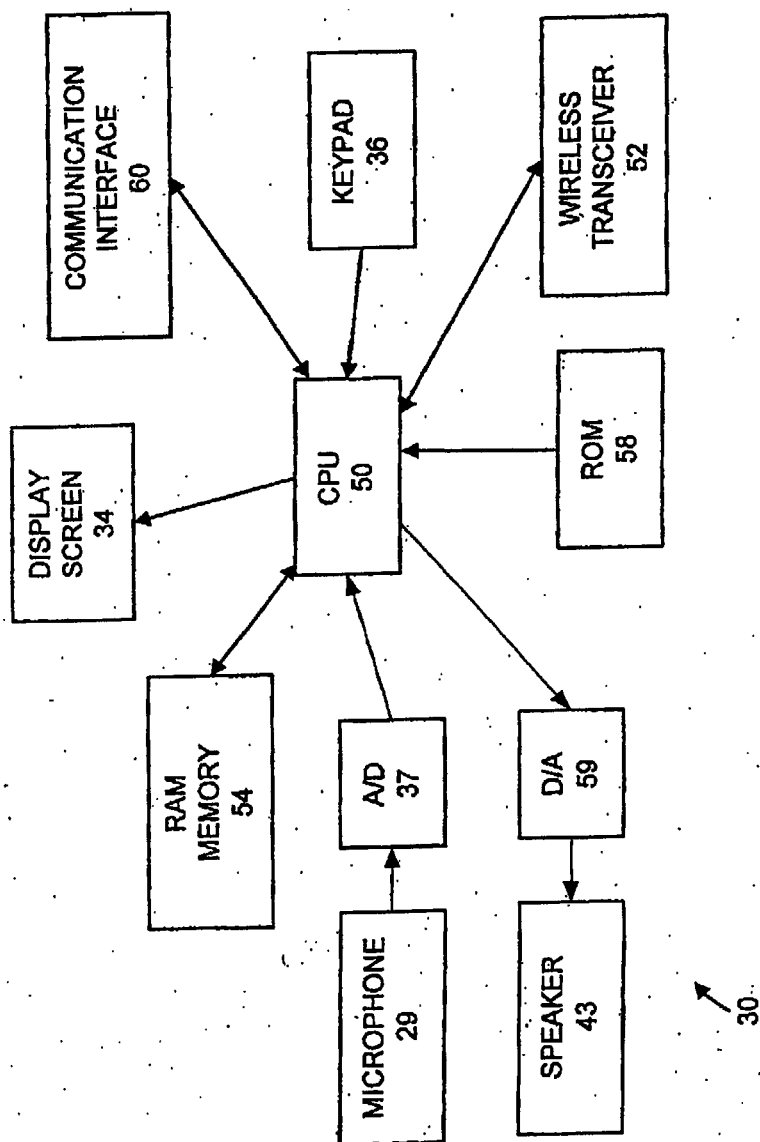 DISPLAY
SCREEN
34
COMMUNICATION
INTERFACE
60
RAM
MEMORY
54
CPU
50
KEYPAD
36
MICROPHONE
29
A/D
37
SPEAKER
43
D/A
59
ROM
58
WIRELESS
TRANSCEIVER
52
30